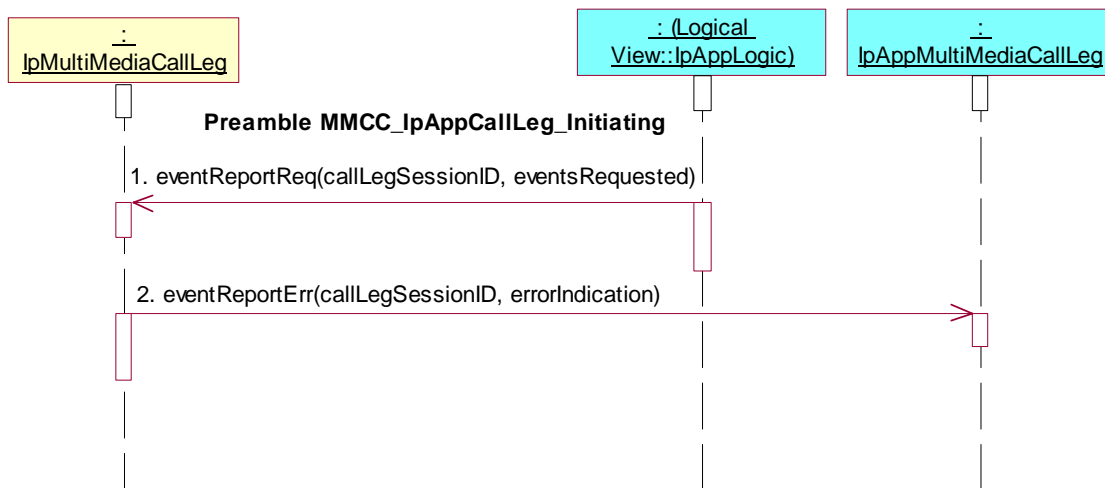 :
IpMultiMediaCallLeg
: (Logical
View::IpAppLogic)
:
IpAppMultiMediaCallLeg
Preamble MMCC_IpAppCallLeg_Initiating
1. eventReportReq(callLegSessionID, eventsRequested)
2. eventReportErr(callLegSessionID, errorIndication)